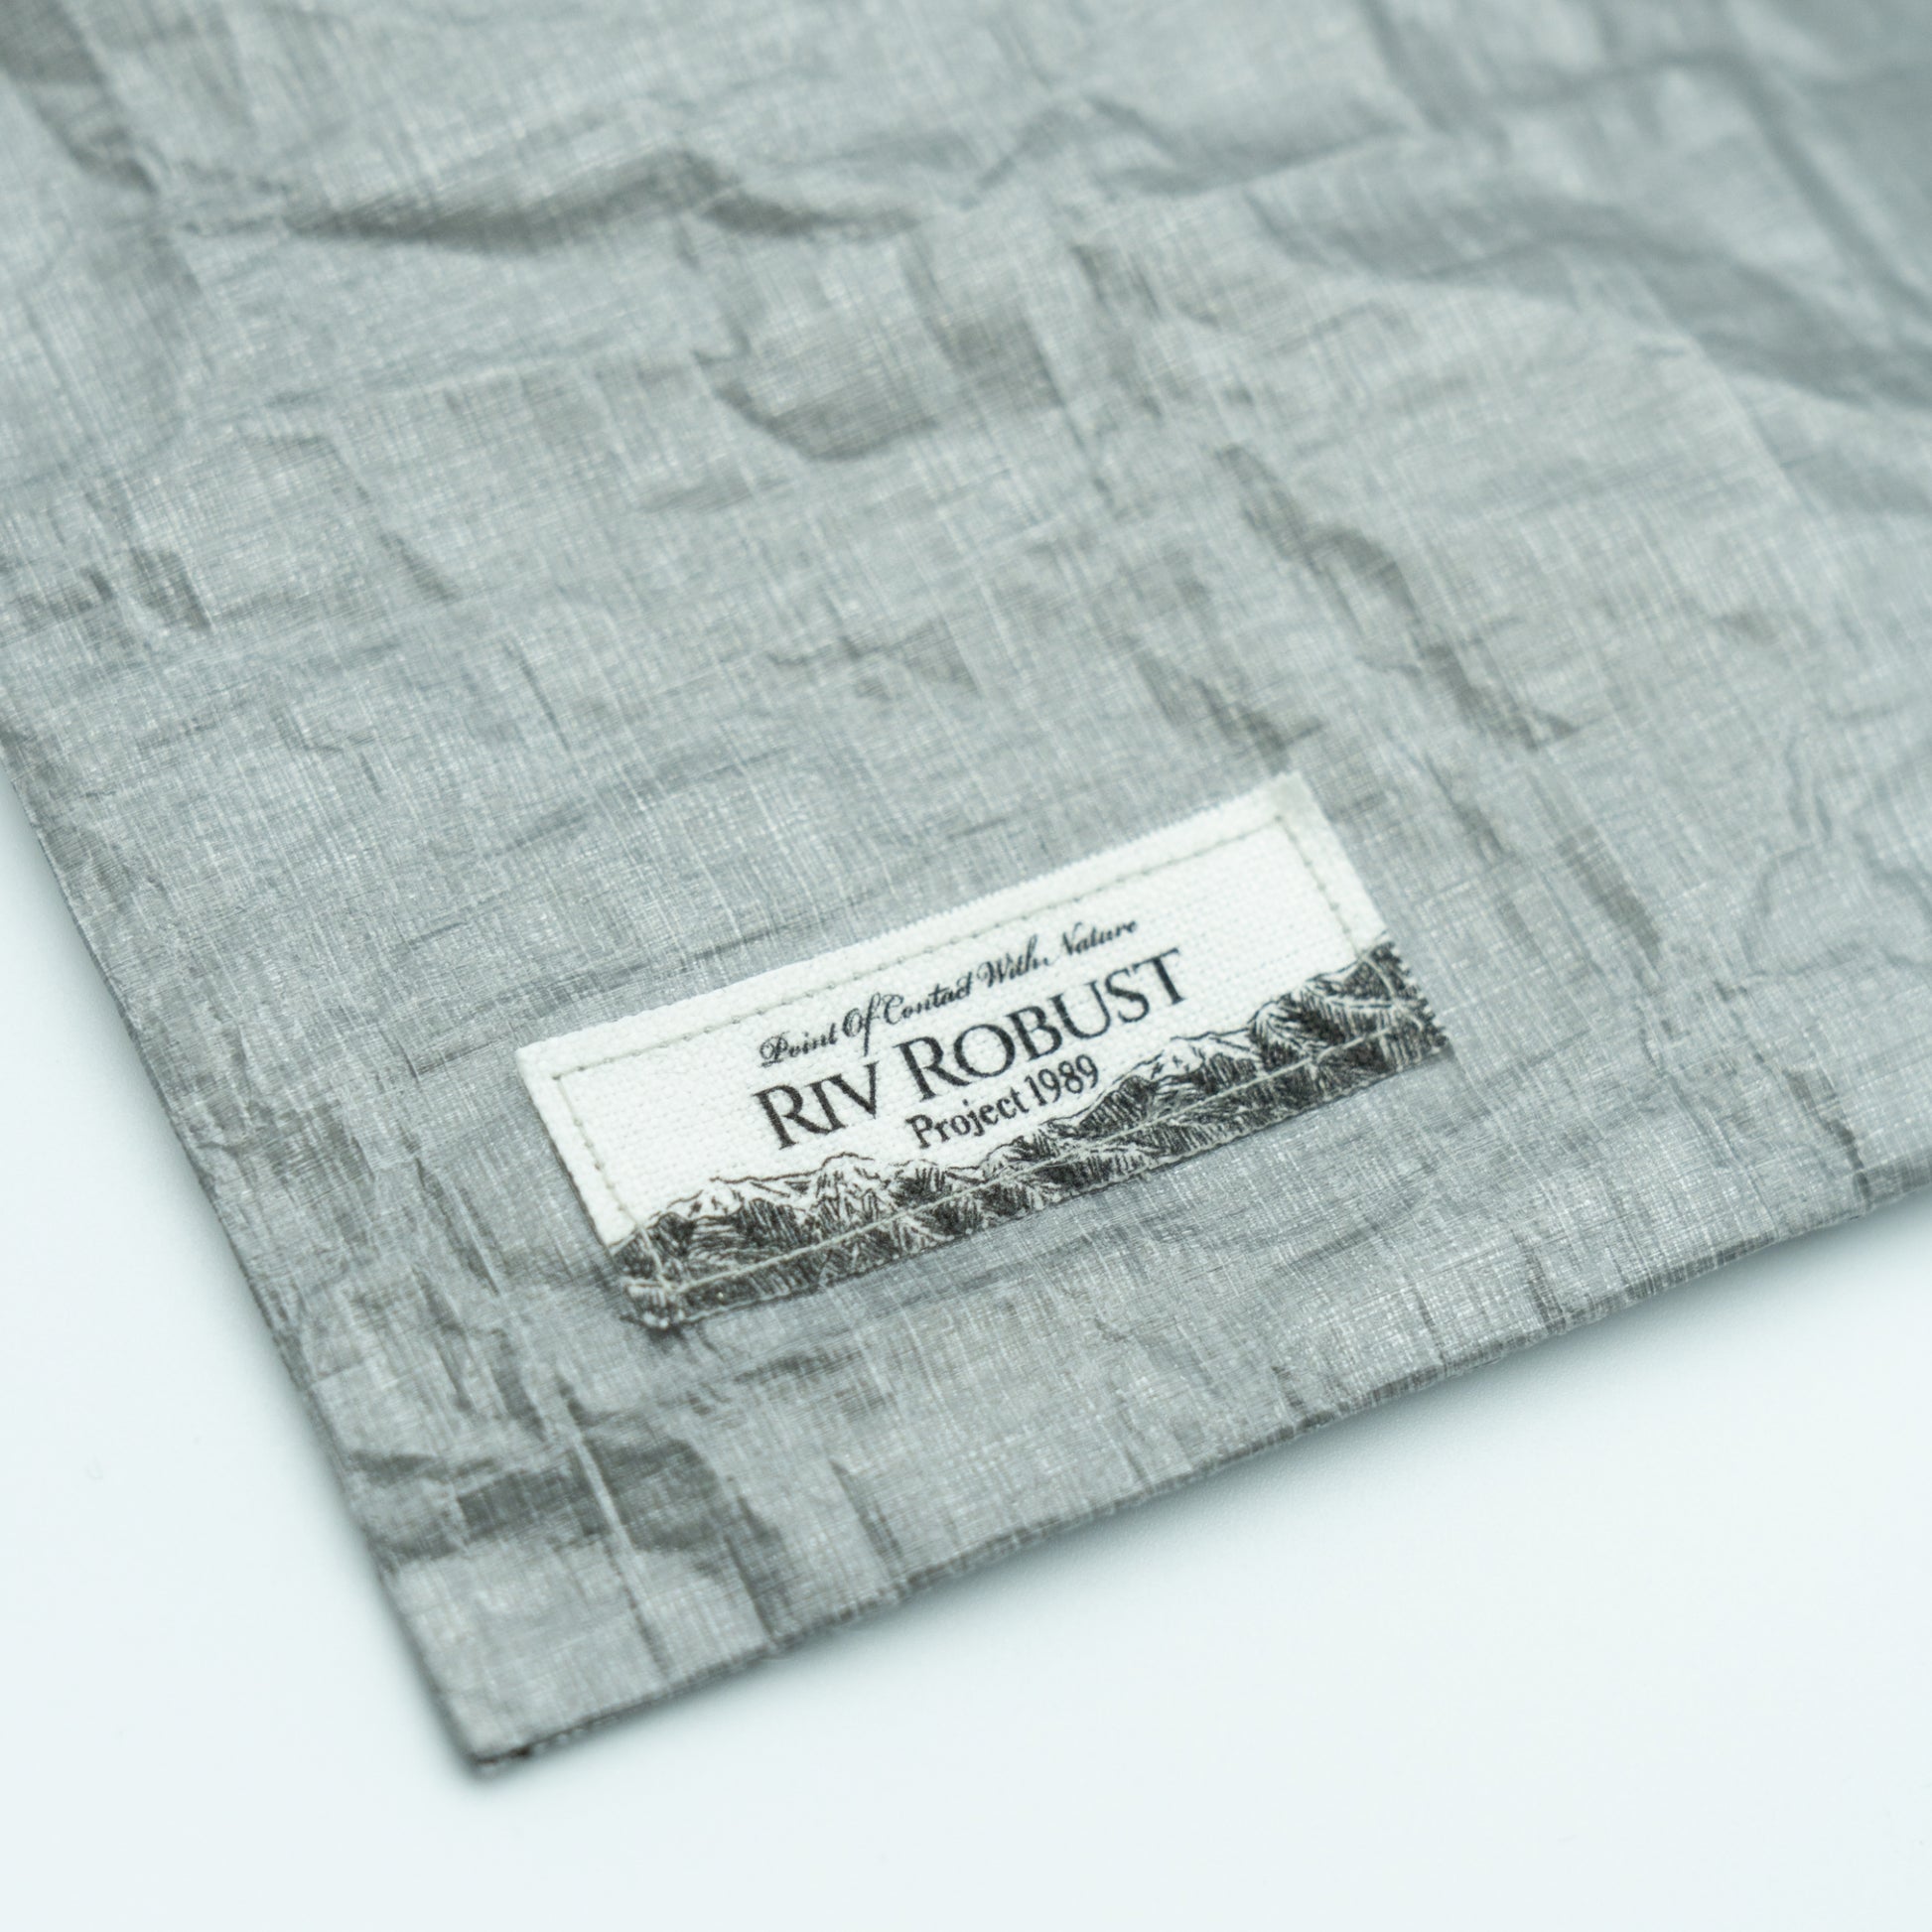 Point Of Contact With Nature
RIV ROBUST
Project 1989